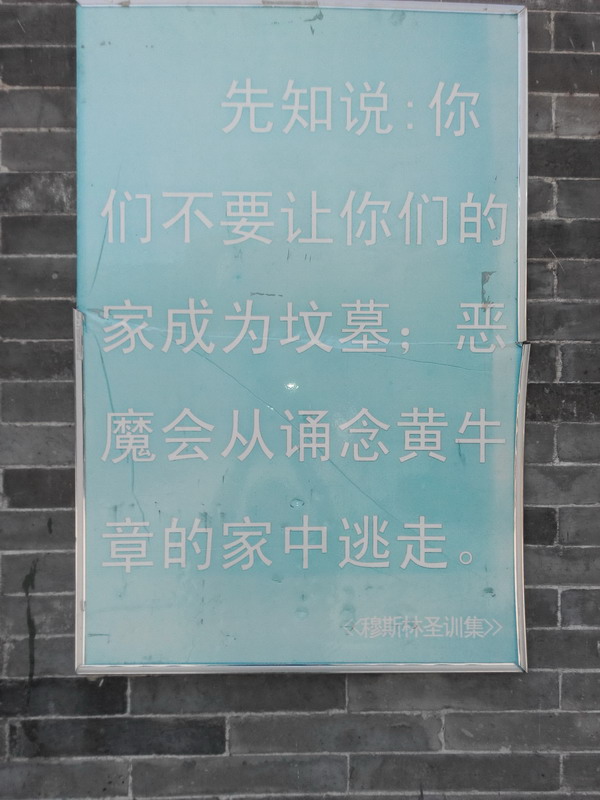 先知说:你
们不要让你们的
家成为坟墓；恶
魔会从诵念黄牛
章的家中逃走。
《穆斯林圣训集》